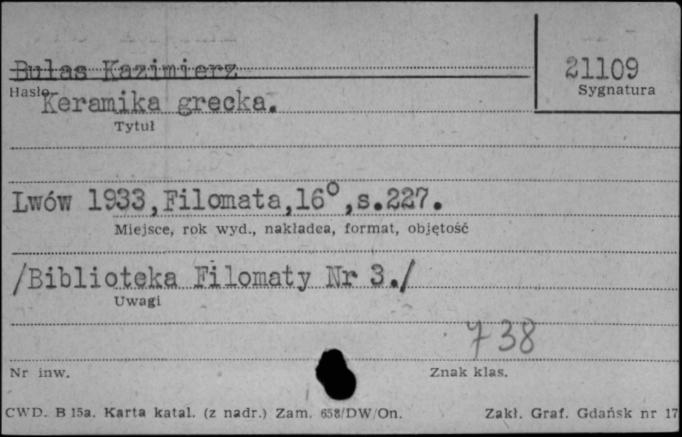 Bulas Kazimierz
21109
Hasło
Sygnatura
Keramika grecka.
Tytuł
Lwów 1933,Filomata,16°,s.227.
Miejsce, rok wyd., nakładca, format, objętość
/Biblioteka Filomaty Nr 3./
Uwagi
738
Nr inw.
Znak klas.
CWD. B 15a. Karta katal. (z nadr.) Zam. 658/DW/On.
Zakł. Graf. Gdańsk nr 17